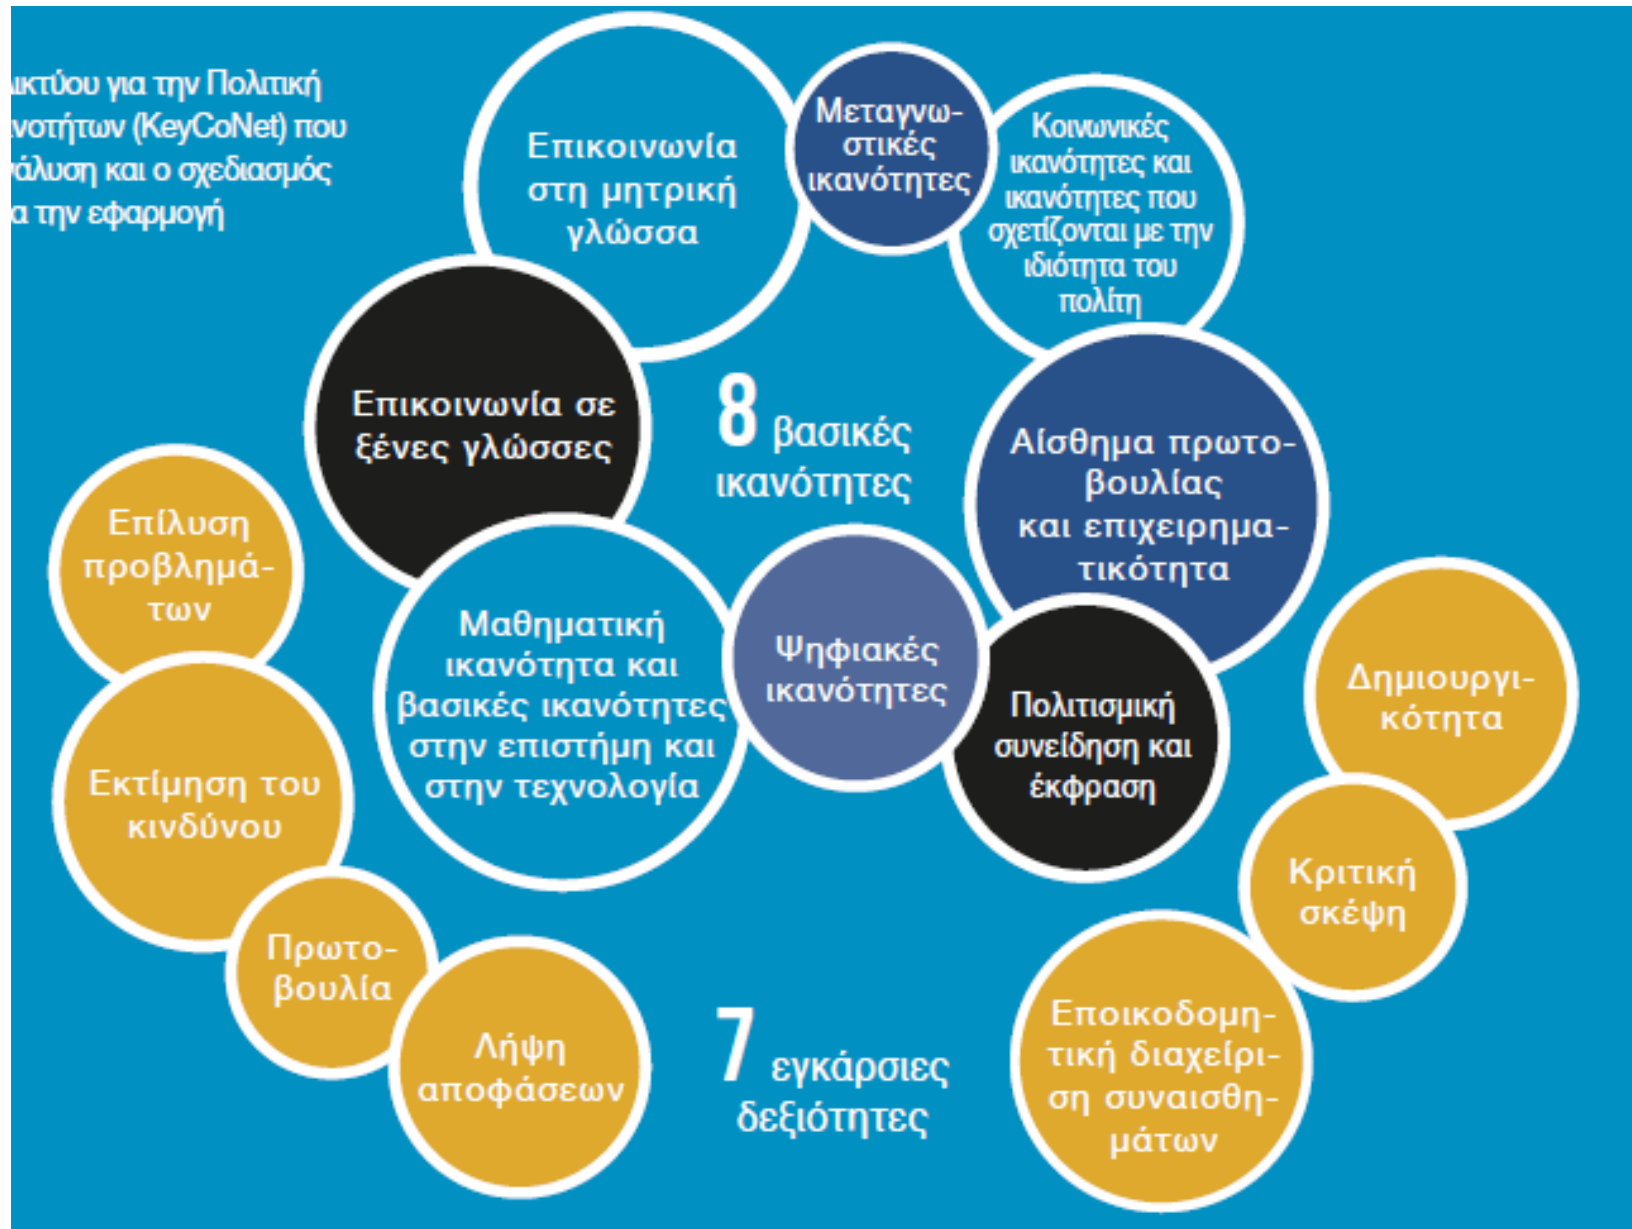 για την Πολιτική
(KeyCoNet) που
και ο σχεδιασμός
την εφαρμογή
Επικοινωνία
στη μητρική
γλώσσα
Μεταγνω-
στικές
ικανότητες
Κοινωνικές
ικανότητες και
ικανότητες που
σχετίζονται με την
ιδιότητα του
πολίτη
Επικοινωνία σε
ξένες γλώσσες
8 βασικές
ικανότητες
Αίσθημα πρωτο-
βουλίας
και επιχειρημα-
τικότητα
Επίλυση
προβλημά-
των
Μαθηματική
ικανότητα και
βασικές ικανότητες
στην επιστήμη και
στην τεχνολογία
Ψηφιακές
ικανότητες
Πολιτισμική
συνείδηση και
έκφραση
Δημιουργι-
κότητα
Εκτίμηση του
κινδύνου
Κριτική
σκέψη
Πρωτο-
βουλία
Λήψη
αποφάσεων
7 εγκάρσιες
δεξιότητες
Εποικοδομη-
τική διαχείρι-
ση συναισθη-
μάτων